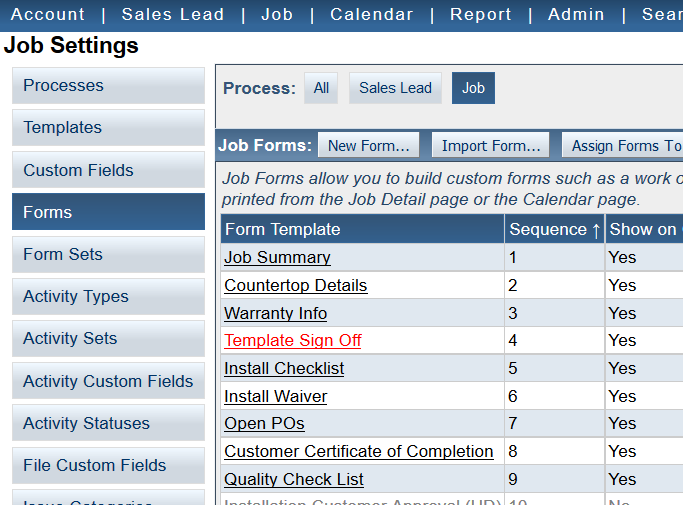 Account | Sales Lead | Job | Calendar | Report | Admin |
Job Settings
Processes
Templates
Custom Fields
Forms
Form Sets
Activity Types
Activity Sets
Activity Custom Fields
Activity Statuses
File Custom Fields
Process: All Sales Lead Job
Job Forms: New Form... Import Form... Assign Forms To
Job Forms allow you to build custom forms such as a work
printed from the Job Detail page or the Calendar page.
Form Template Sequence ↑ Show on
Job Summary 1 Yes
Countertop Details 2 Yes
Warranty Info 3 Yes
Template Sign Off 4 Yes
Install Checklist 5 Yes
Install Waiver 6 Yes
Open POs 7 Yes
Customer Certificate of Completion 8 Yes
Quality Check List 9 Yes
Installation Customer Approval (HD) 10 No